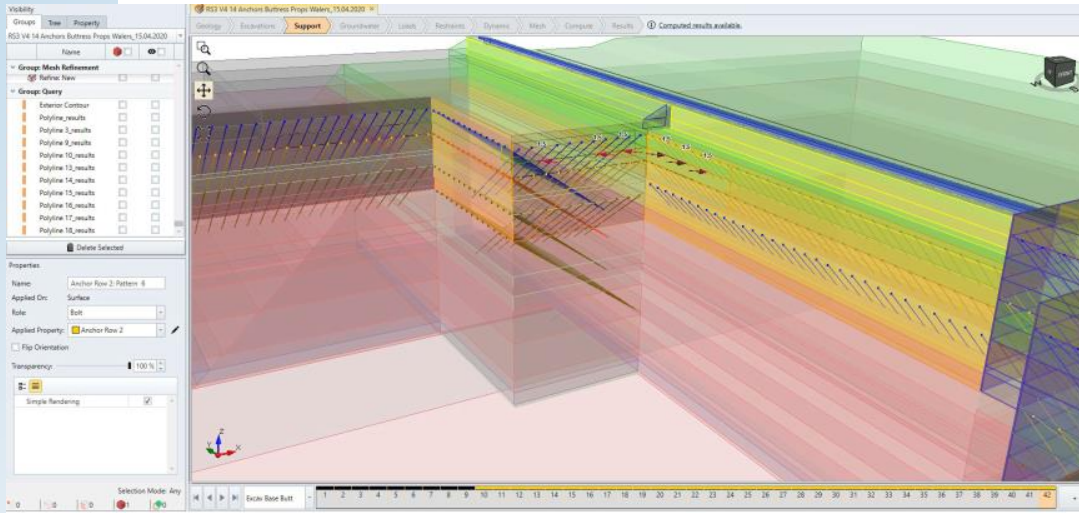 Visibility
Groups Tree Property
RS3 V4 14 Anchors Buttress Props Walers_15.04.2020
Name
Group: Mesh Refinement
Refine: New
Group: Query
Exterior Contour
Polyline_results
Polyline 3_results
Polyline 9_results
Polyline 10_results
Polyline 13_results
Polyline 14_results
Polyline 15_results
Polyline 16_results
Polyline 17_results
Polyline 18_results
Delete Selected
Properties
Name: Anchor Row 2: Pattern 6
Applied On: Surface
Role: Bolt
Applied Property: Anchor Row 2
Flip Orientation
Transparency: 100 %
Simple Rendering
Selection Mode: Any
0 0 0 1 0
RS3 V4 14 Anchors Buttress Props Walers_15.04.2020
Geology Excavations Support Groundwater Loads Restraints Dynamic Mesh Compute Results Computed results available.
15 15 15 15 15 15
Z
Y X
Excav Base Butt
1 2 3 4 5 6 7 8 9 10 11 12 13 14 15 16 17 18 19 20 21 22 23 24 25 26 27 28 29 30 31 32 33 34 35 36 37 38 39 40 41 42